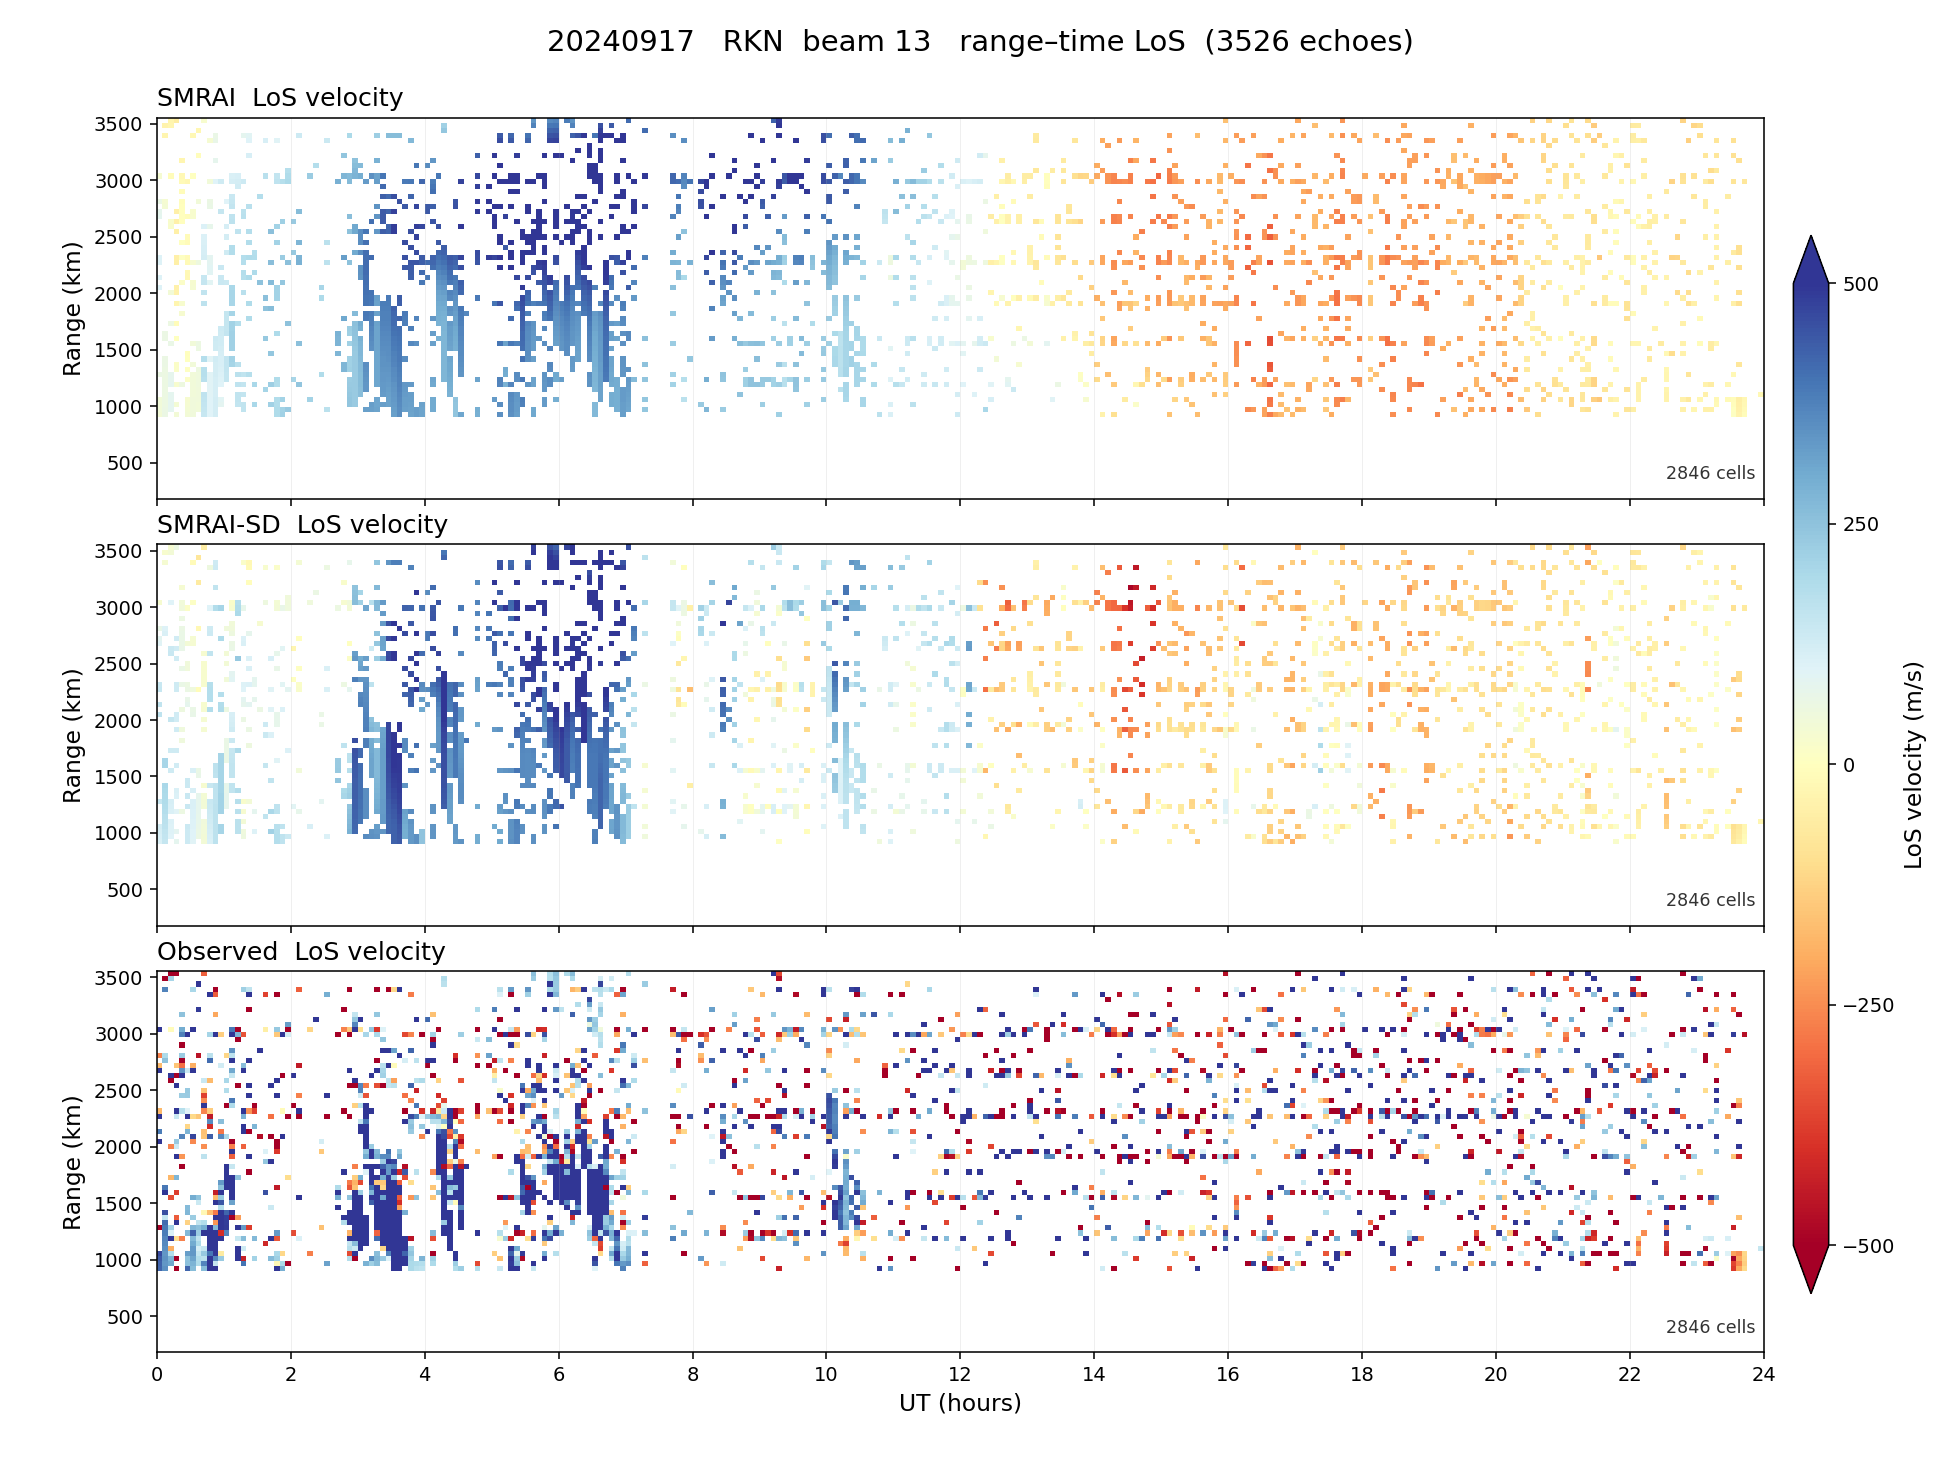 20240917   RKN  beam 13   range–time LoS  (3526 echoes)
SMRAI  LoS velocity
3500
3000
2500
2000
1500
1000
500
Range (km)
2846 cells
SMRAI-SD  LoS velocity
3500
3000
2500
2000
1500
1000
500
Range (km)
2846 cells
Observed  LoS velocity
3500
3000
2500
2000
1500
1000
500
Range (km)
2846 cells
0 2 4 6 8 10 12 14 16 18 20 22 24
UT (hours)
500
250
0
−250
−500
LoS velocity (m/s)